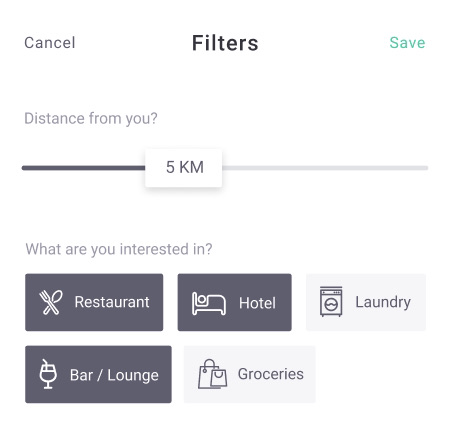 Cancel Filters Save
Distance from you?
5 KM
What are you interested in?
Restaurant Hotel Laundry
Bar / Lounge Groceries